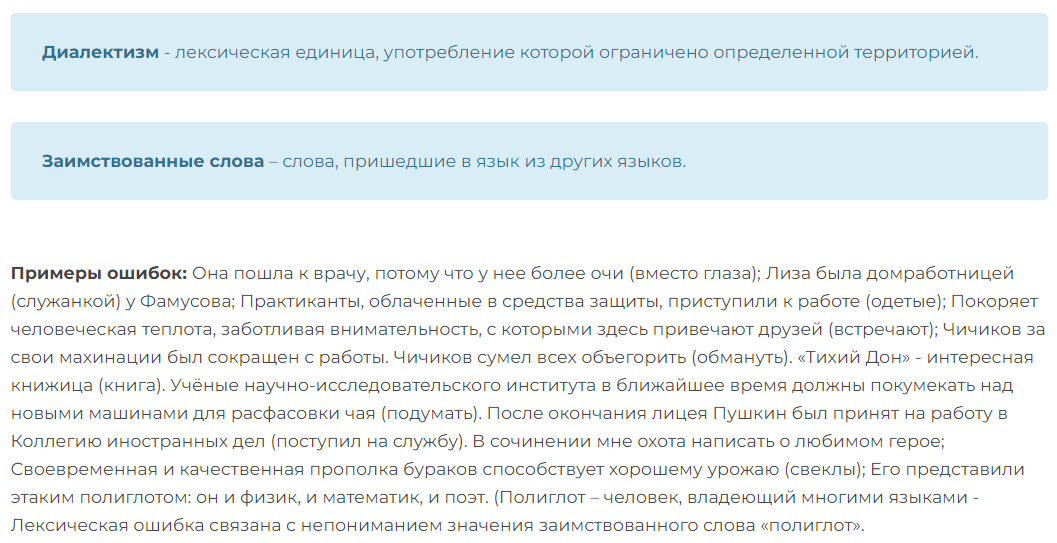 Диалектизм - лексическая единица, употребление которой ограничено определенной территорией.
Заимствованные слова – слова, пришедшие в язык из других языков.
Примеры ошибок: Она пошла к врачу, потому что у нее более очи (вместо глаза); Лиза была домработницей
(служанкой) у Фамусова; Практиканты, облаченные в средства защиты, приступили к работе (одетые); Покоряет
человеческая теплота, заботливая внимательность, с которыми здесь привечают друзей (встречают); Чичиков за
свои махинации был сокращен с работы. Чичиков сумел всех объегорить (обмануть). «Тихий Дон» - интересная
книжица (книга). Учёные научно-исследовательского института в ближайшее время должны покумекать над
новыми машинами для расфасовки чая (подумать). После окончания лицея Пушкин был принят на работу в
Коллегию иностранных дел (поступил на службу). В сочинении мне охота написать о любимом герое;
Своевременная и качественная прополка бураков способствует хорошему урожаю (свеклы); Его представили
этаким полиглотом: он и физик, и математик, и поэт. (Полиглот – человек, владеющий многими языками -
Лексическая ошибка связана с непониманием значения заимствованного слова «полиглот».